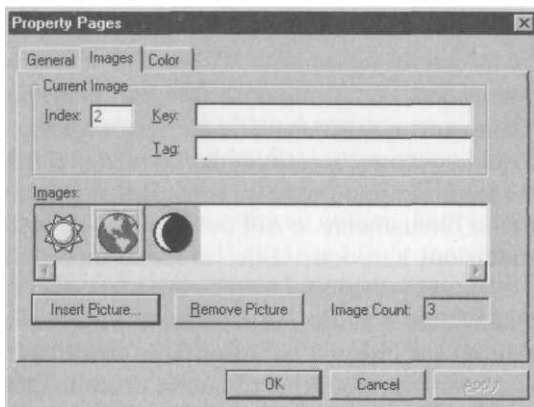 Property Pages
General Images Color
Current Image
Index: 2 Key:
Tag:
Images:
Insert Picture... Remove Picture Image Count: 3
OK Cancel Apply